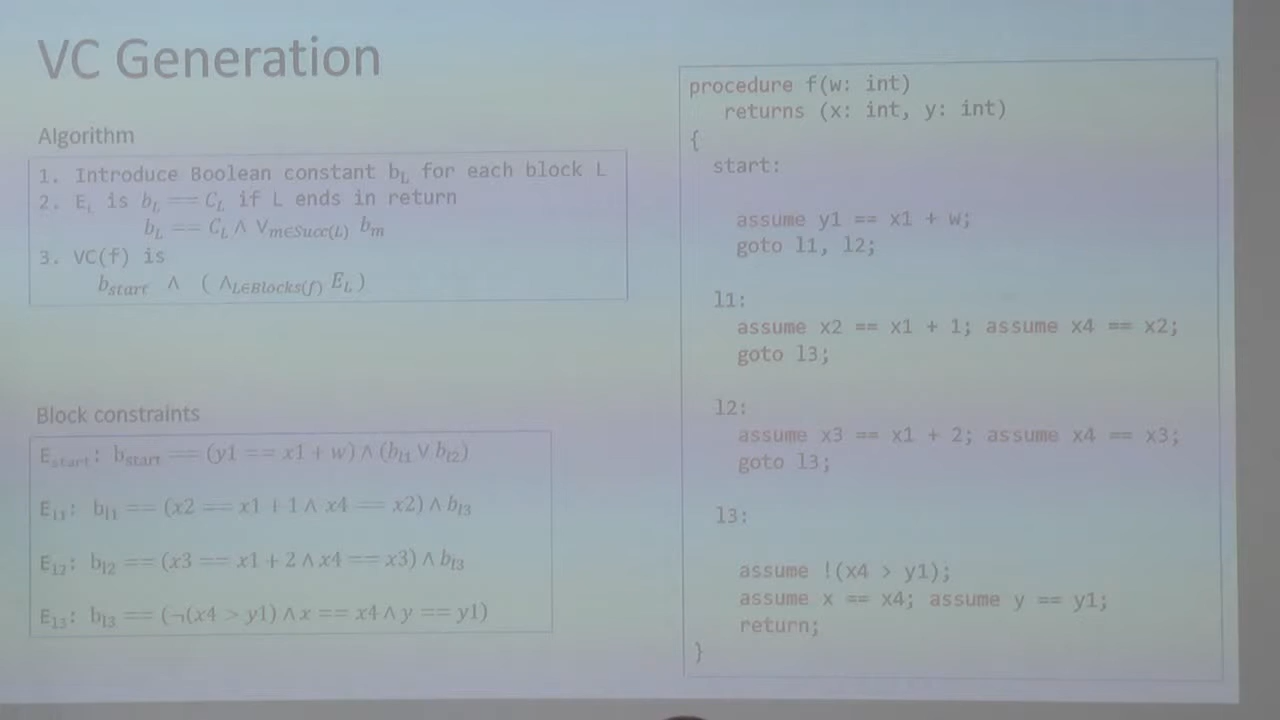 VC Generation
Algorithm
1. Introduce Boolean constant b_L for each block L
2. E_L is b_L == C_L if L ends in return
b_L == C_L ∧ ∨_{m∈Succ(L)} b_m
3. VC(f) is
b_start ∧ ( ∧_{L∈Blocks(f)} E_L )
Block constraints
E_start: b_start == (y1 == x1 + w) ∧ (b_l1 ∨ b_l2)
E_l1: b_l1 == (x2 == x1 + 1 ∧ x4 == x2) ∧ b_l3
E_l2: b_l2 == (x3 == x1 + 2 ∧ x4 == x3) ∧ b_l3
E_l3: b_l3 == (¬(x4 > y1) ∧ x == x4 ∧ y == y1)
procedure f(w: int)
returns (x: int, y: int)
{
start:
assume y1 == x1 + w;
goto l1, l2;
l1:
assume x2 == x1 + 1; assume x4 == x2;
goto l3;
l2:
assume x3 == x1 + 2; assume x4 == x3;
goto l3;
l3:
assume !(x4 > y1);
assume x == x4; assume y == y1;
return;
}